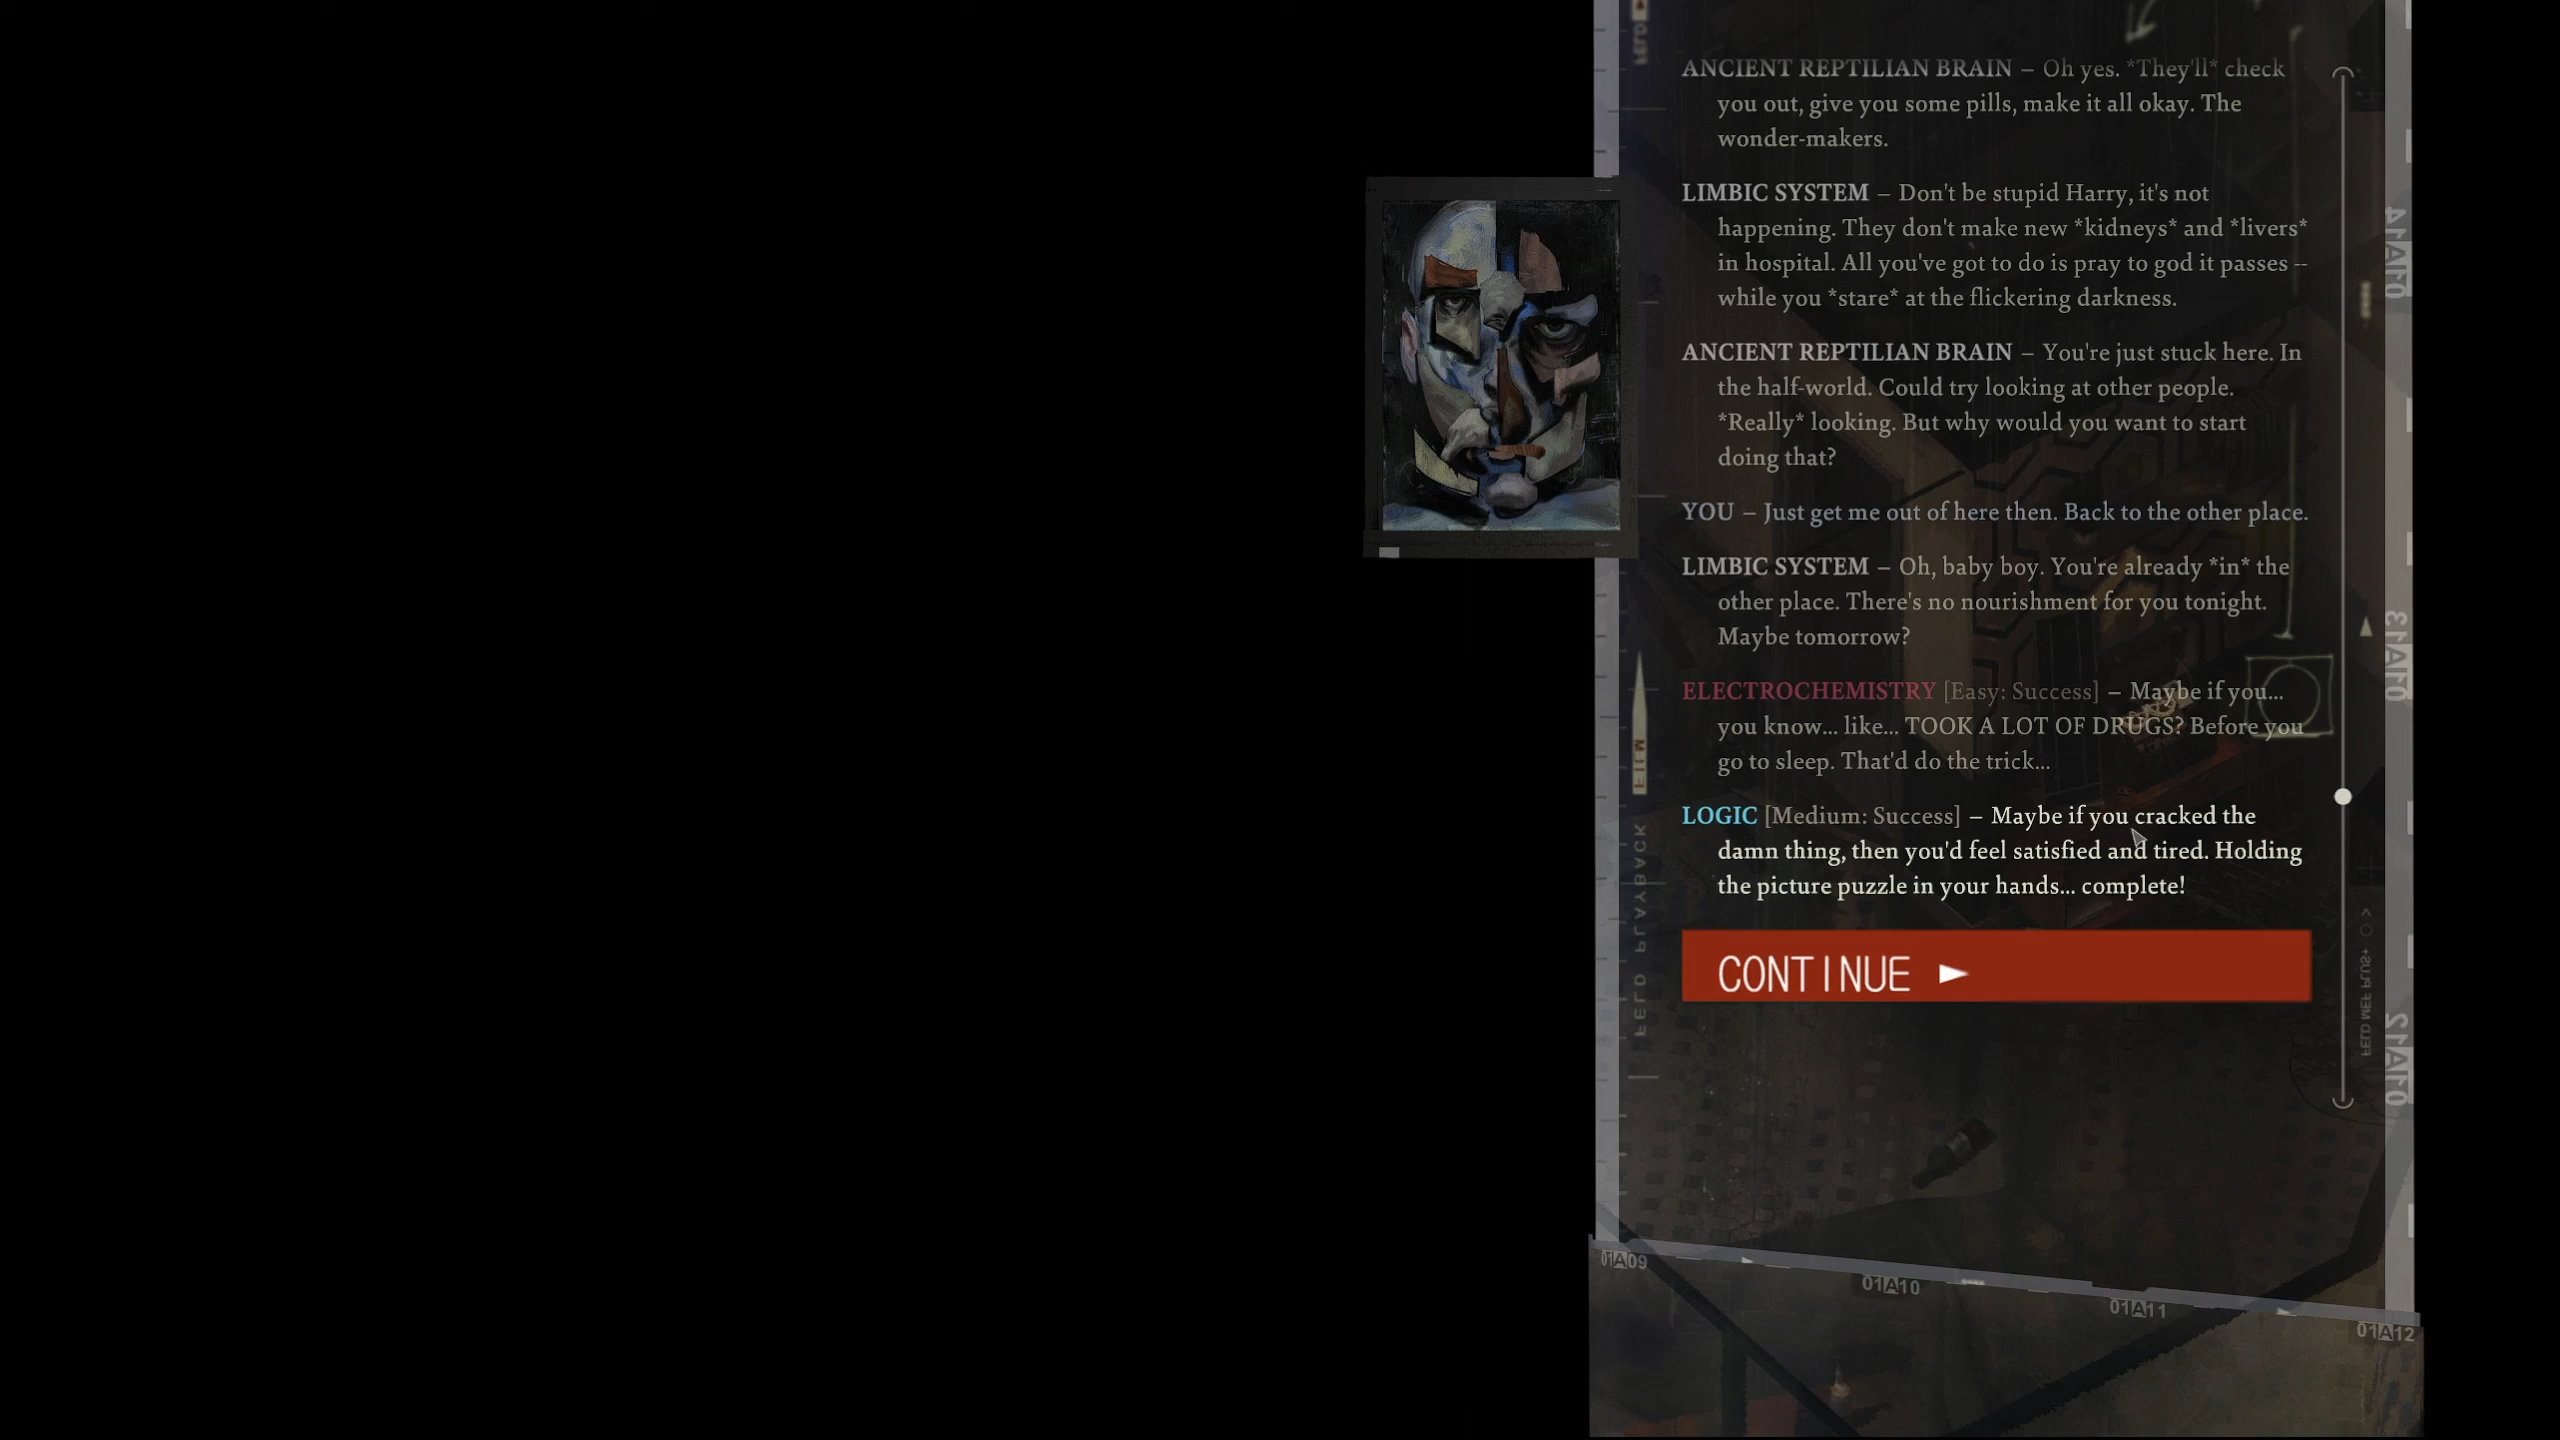 ANCIENT REPTILIAN BRAIN – Oh yes. *They'll* check
you out, give you some pills, make it all okay. The
wonder-makers.
LIMBIC SYSTEM – Don't be stupid Harry, it's not
happening. They don't make new *kidneys* and *livers*
in hospital. All you've got to do is pray to god it passes --
while you *stare* at the flickering darkness.
ANCIENT REPTILIAN BRAIN – You're just stuck here. In
the half-world. Could try looking at other people.
*Really* looking. But why would you want to start
doing that?
YOU – Just get me out of here then. Back to the other place.
LIMBIC SYSTEM – Oh, baby boy. You're already *in* the
other place. There's no nourishment for you tonight.
Maybe tomorrow?
ELECTROCHEMISTRY [Easy: Success] – Maybe if you...
you know... like... TOOK A LOT OF DRUGS? Before you
go to sleep. That'd do the trick...
LOGIC [Medium: Success] – Maybe if you cracked the
damn thing, then you'd feel satisfied and tired. Holding
the picture puzzle in your hands... complete!
CONTINUE
FELD PLAYBACK
FILM
FELD MEF PLUS+
01A14
01A13
01A12
01A09
01A10
01A11
01A12